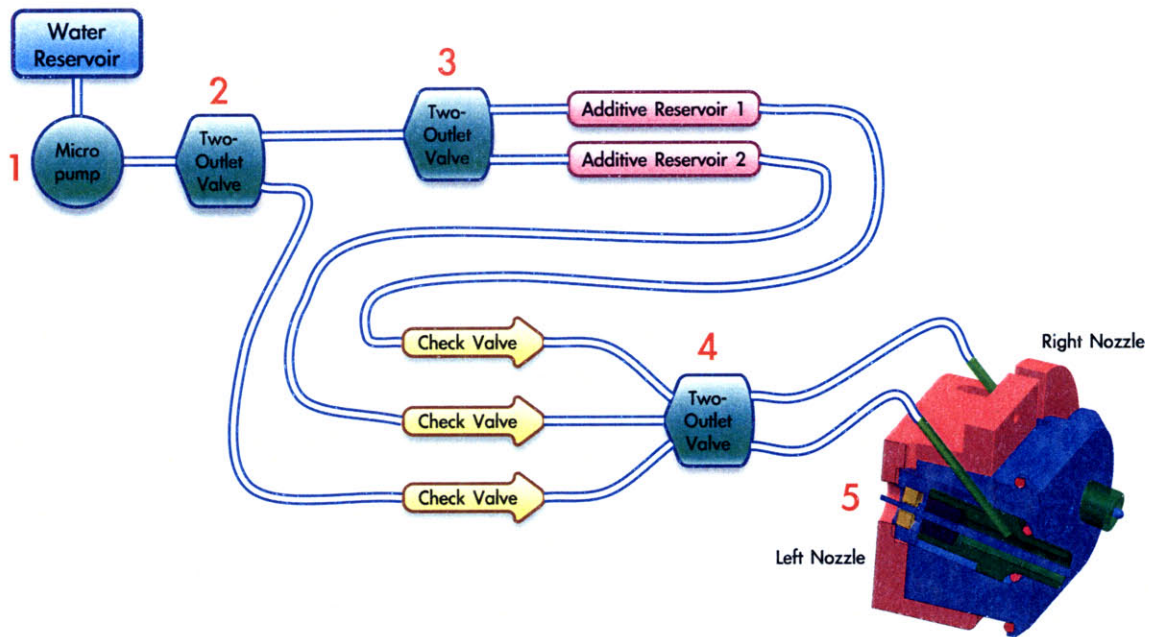 Water
Reservoir
1
Micro
pump
2
Two-
Outlet
Valve
3
Two-
Outlet
Valve
Additive Reservoir 1
Additive Reservoir 2
Check Valve
Check Valve
Check Valve
4
Two-
Outlet
Valve
Right Nozzle
5
Left Nozzle